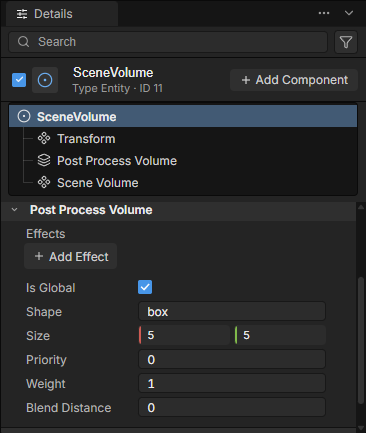 Details
Search
SceneVolume
Type Entity · ID 11
+ Add Component
SceneVolume
Transform
Post Process Volume
Scene Volume
Post Process Volume
Effects
+ Add Effect
Is Global
Shape box
Size 5 5
Priority 0
Weight 1
Blend Distance 0